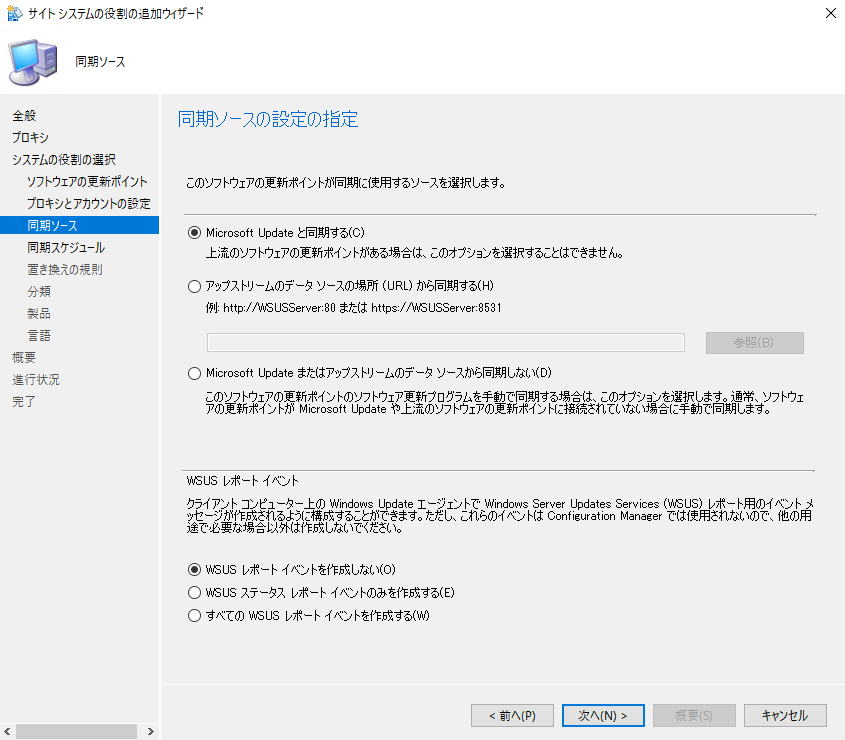 サイト システムの役割の追加ウィザード
同期ソース
全般
プロキシ
システムの役割の選択
ソフトウェアの更新ポイント
プロキシとアカウントの設定
同期ソース
同期スケジュール
置き換えの規則
分類
製品
言語
概要
進行状況
完了
同期ソースの設定の指定
このソフトウェアの更新ポイントが同期に使用するソースを選択します。
Microsoft Update と同期する(C)
上流のソフトウェアの更新ポイントがある場合は、このオプションを選択することはできません。
アップストリームのデータ ソースの場所 (URL) から同期する(H)
例: http://WSUSServer:80 または https://WSUSServer:8531
参照(B)
Microsoft Update またはアップストリームのデータ ソースから同期しない(D)
このソフトウェアの更新ポイントのソフトウェア更新プログラムを手動で同期する場合は、このオプションを選択します。通常、ソフトウェ
アの更新ポイントが Microsoft Update や上流のソフトウェアの更新ポイントに接続されていない場合に手動で同期します。
WSUS レポート イベント
クライアント コンピューター上の Windows Update エージェントで Windows Server Updates Services (WSUS) レポート用のイベント メ
ッセージが作成されるように構成することができます。ただし、これらのイベントは Configuration Manager では使用されないので、他の用
途で必要な場合以外は作成しないでください。
WSUS レポート イベントを作成しない(O)
WSUS ステータス レポート イベントのみを作成する(E)
すべての WSUS レポート イベントを作成する(W)
< 前へ(P)
次へ(N) >
概要(S)
キャンセル